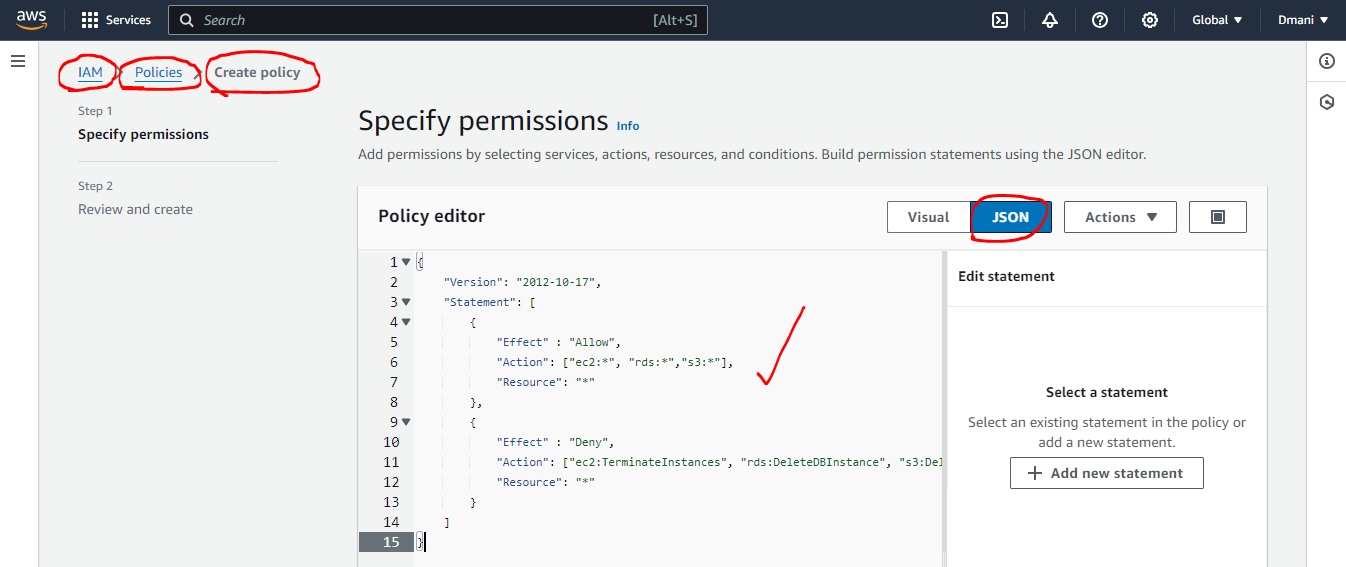 aws Services Search [Alt+S] Global Dmani
IAM Policies Create policy
Step 1
Specify permissions
Step 2
Review and create
Specify permissions Info
Add permissions by selecting services, actions, resources, and conditions. Build permission statements using the JSON editor.
Policy editor Visual JSON Actions
1 {
2 "Version": "2012-10-17",
3 "Statement": [
4 {
5 "Effect" : "Allow",
6 "Action": ["ec2:*", "rds:*","s3:*"],
7 "Resource": "*"
8 },
9 {
10 "Effect" : "Deny",
11 "Action": ["ec2:TerminateInstances", "rds:DeleteDBInstance", "s3:Del
12 "Resource": "*"
13 }
14 ]
15 }
Edit statement
Select a statement
Select an existing statement in the policy or
add a new statement.
+ Add new statement